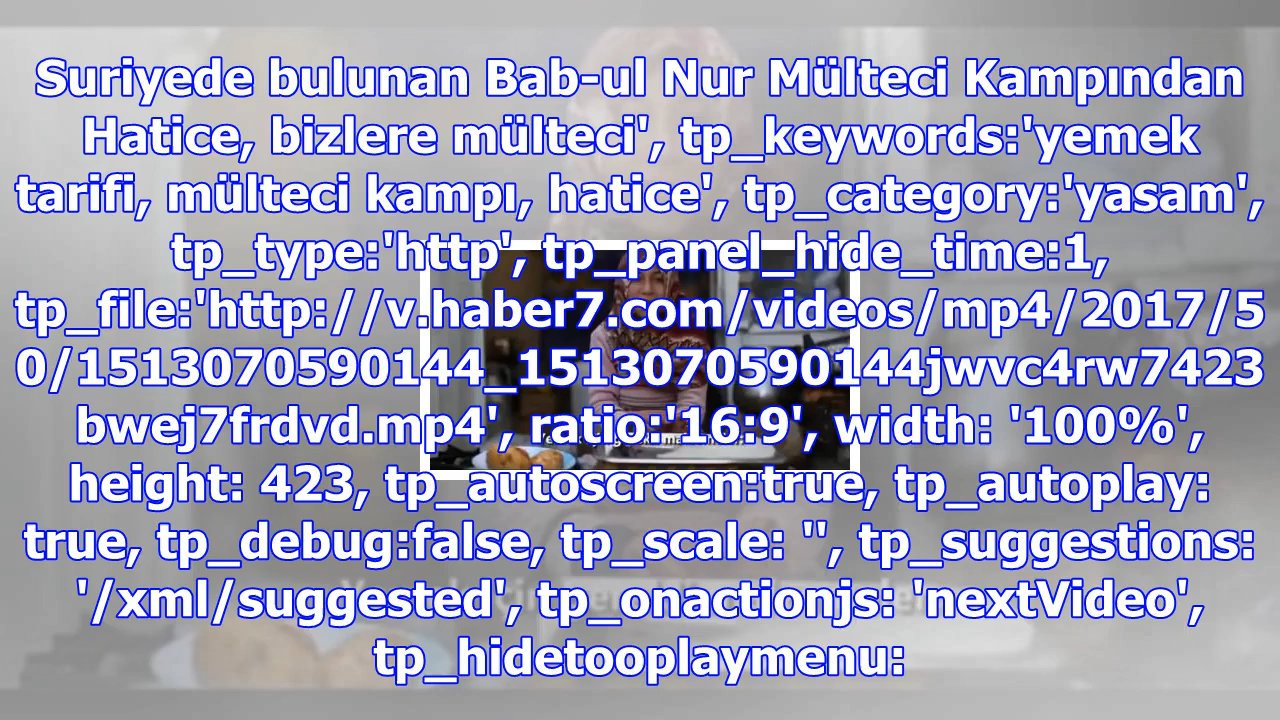 Suriyede bulunan Bab-ul Nur Mülteci Kampından
Hatice, bizlere mülteci', tp_keywords:'yemek
tarifi, mülteci kampı, hatice', tp_category:'yasam',
tp_type:'http', tp_panel_hide_time:1,
tp_file:'http://v.haber7.com/videos/mp4/2017/5
0/1513070590144_1513070590144jwvc4rw7423
bwej7frdvd.mp4', ratio:'16:9', width: '100%',
height: 423, tp_autoscreen:true, tp_autoplay:
true, tp_debug:false, tp_scale: '', tp_suggestions:
'/xml/suggested', tp_onactionjs: 'nextVideo',
tp_hidetooplaymenu: